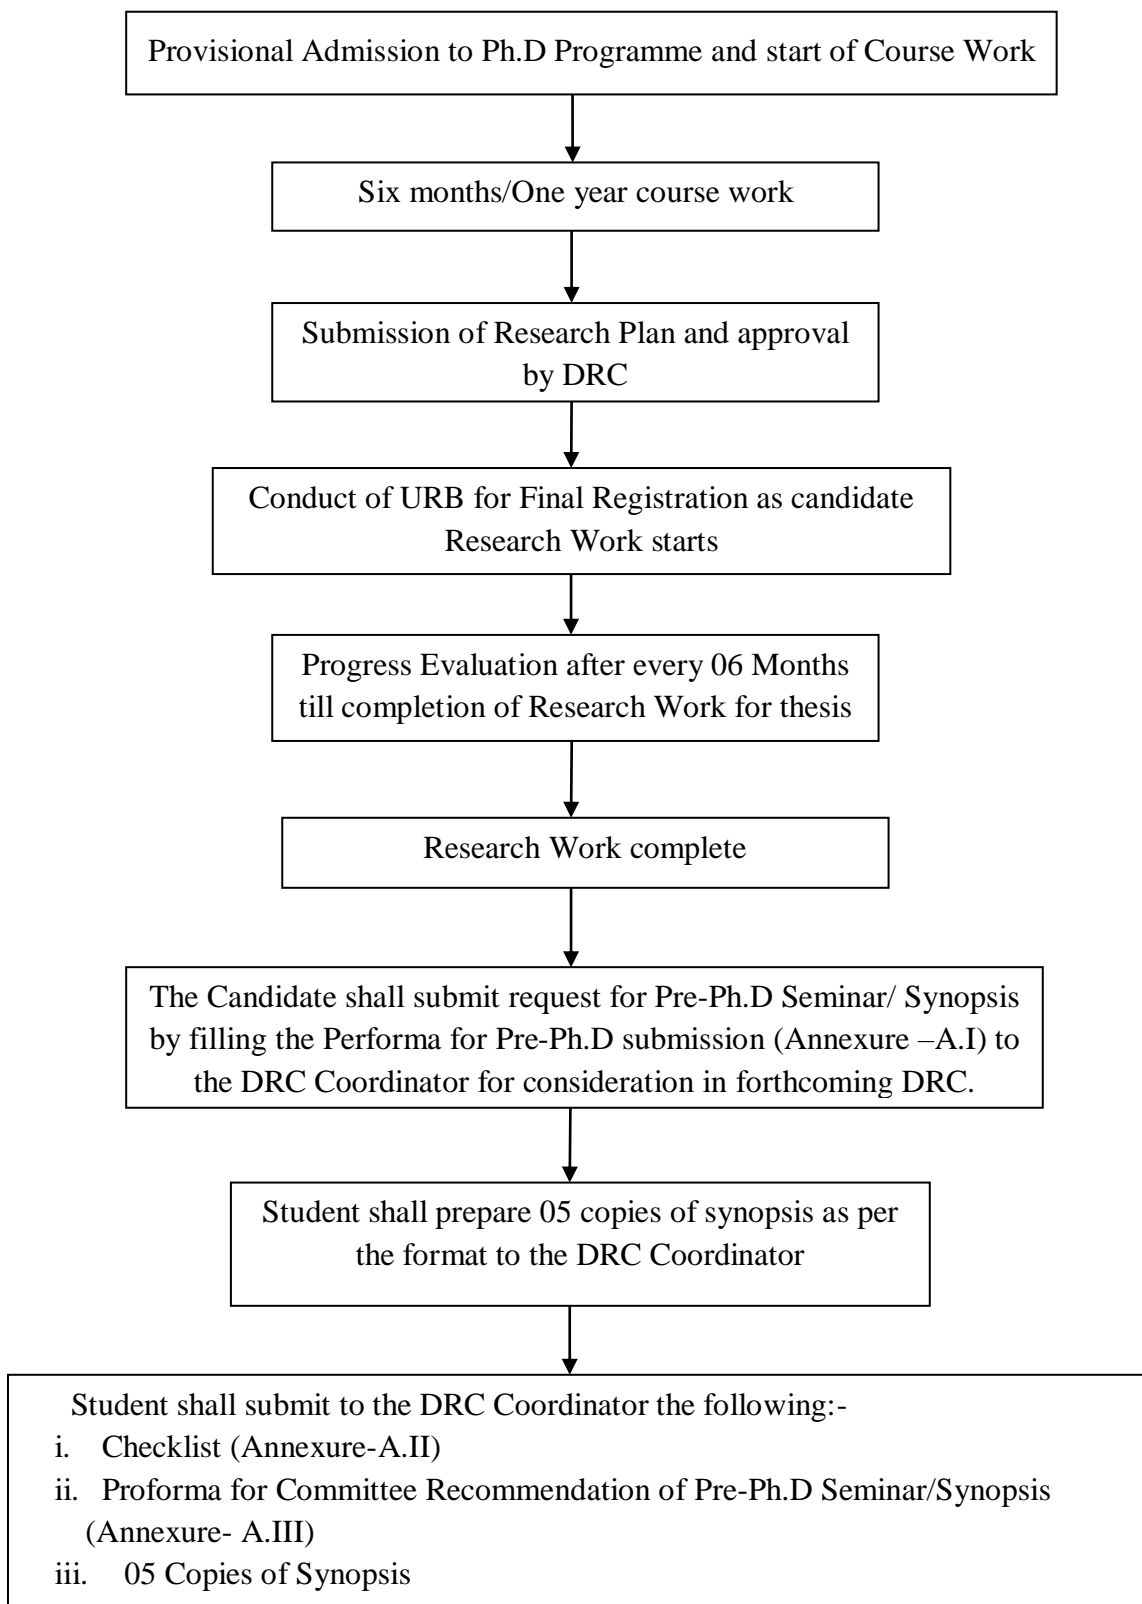 Provisional Admission to Ph.D Programme and start of Course Work
Six months/One year course work
Submission of Research Plan and approval
by DRC
Conduct of URB for Final Registration as candidate
Research Work starts
Progress Evaluation after every 06 Months
till completion of Research Work for thesis
Research Work complete
The Candidate shall submit request for Pre-Ph.D Seminar/ Synopsis
by filling the Performa for Pre-Ph.D submission (Annexure –A.I) to
the DRC Coordinator for consideration in forthcoming DRC.
Student shall prepare 05 copies of synopsis as per
the format to the DRC Coordinator
Student shall submit to the DRC Coordinator the following:-
i. Checklist (Annexure-A.II)
ii. Proforma for Committee Recommendation of Pre-Ph.D Seminar/Synopsis
(Annexure- A.III)
iii. 05 Copies of Synopsis